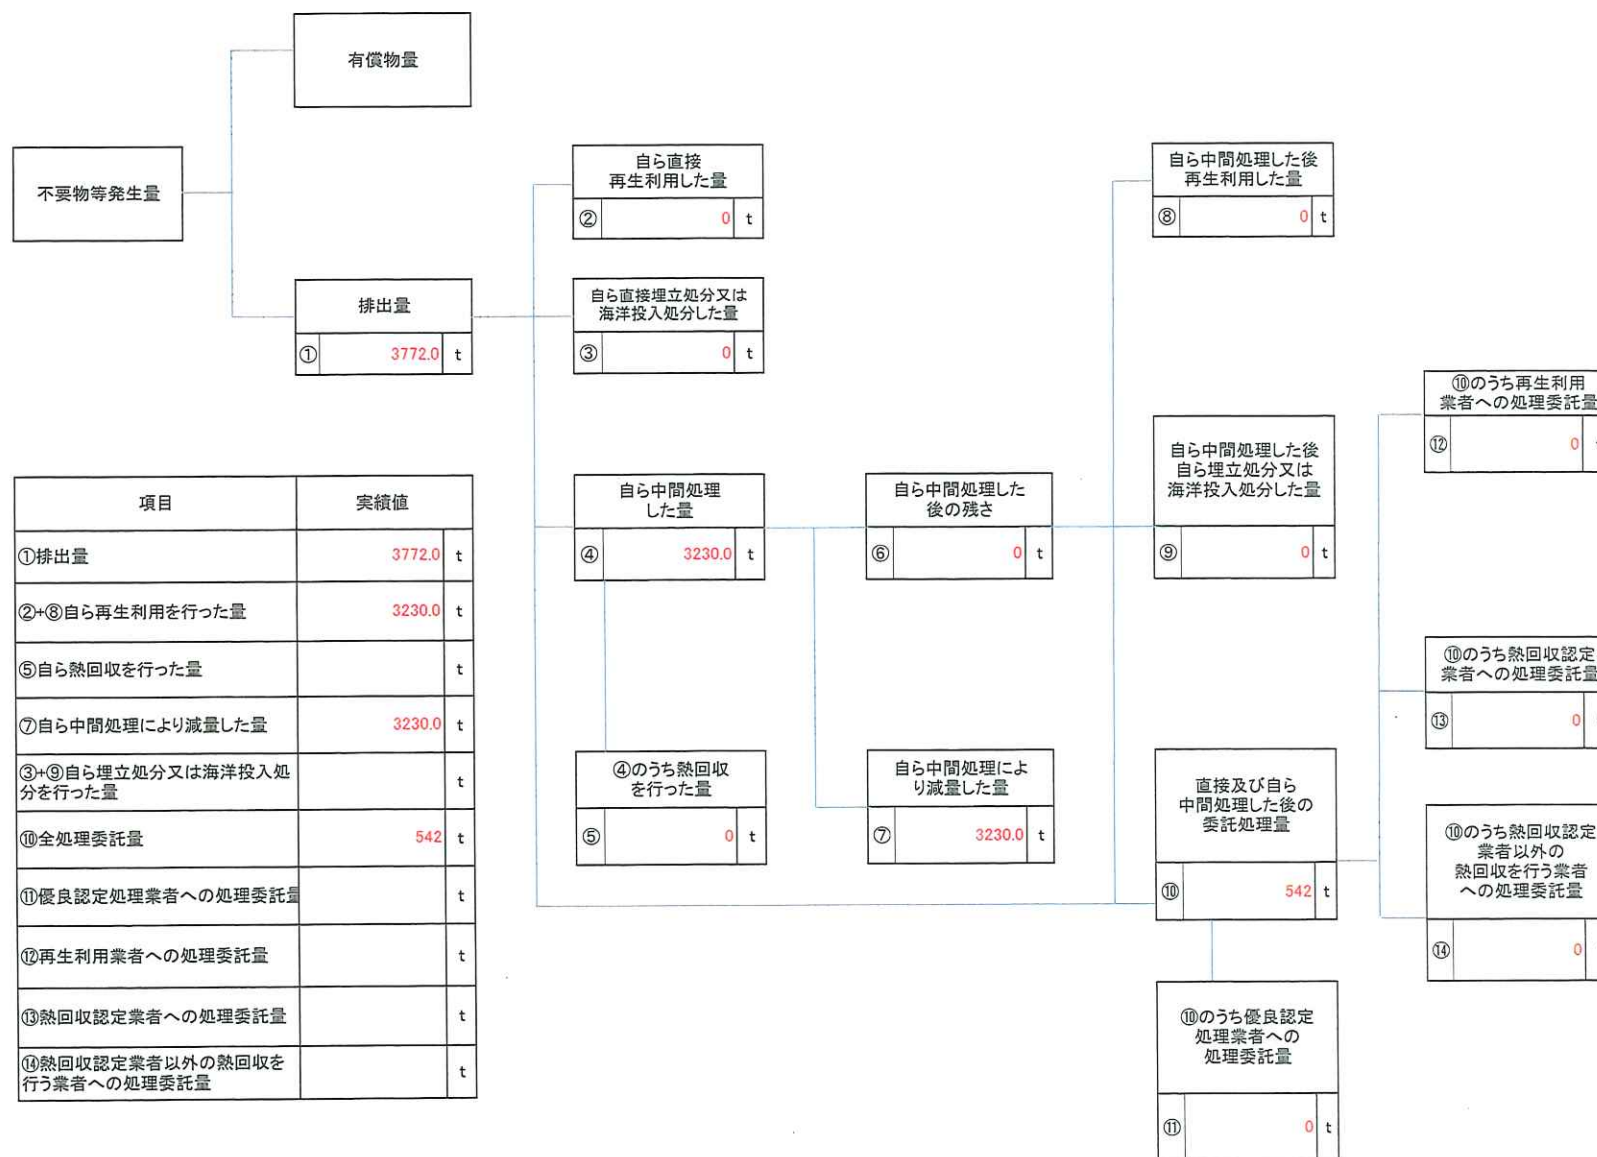 有償物量
不要物等発生量
排出量
① 3772.0 t
自ら直接
再生利用した量
② 0 t
自ら直接埋立処分又は
海洋投入処分した量
③ 0 t
自ら中間処理
した量
④ 3230.0 t
④のうち熱回収
を行った量
⑤ 0 t
自ら中間処理した
後の残さ
⑥ 0 t
自ら中間処理によ
り減量した量
⑦ 3230.0 t
自ら中間処理した後
再生利用した量
⑧ 0 t
自ら中間処理した後
自ら埋立処分又は
海洋投入処分した量
⑨ 0 t
直接及び自ら
中間処理した後の
委託処理量
⑩ 542 t
⑩のうち優良認定
処理業者への
処理委託量
⑪ 0 t
⑩のうち再生利用
業者への処理委託量
⑫ 0
⑩のうち熱回収認定
業者への処理委託量
⑬ 0
⑩のうち熱回収認定
業者以外の
熱回収を行う業者
への処理委託量
⑭ 0
項目 実績値
①排出量 3772.0 t
②+⑧自ら再生利用を行った量 3230.0 t
⑤自ら熱回収を行った量 t
⑦自ら中間処理により減量した量 3230.0 t
③+⑨自ら埋立処分又は海洋投入処
分を行った量 t
⑩全処理委託量 542 t
⑪優良認定処理業者への処理委託量 t
⑫再生利用業者への処理委託量 t
⑬熱回収認定業者への処理委託量 t
⑭熱回収認定業者以外の熱回収を
行う業者への処理委託量 t